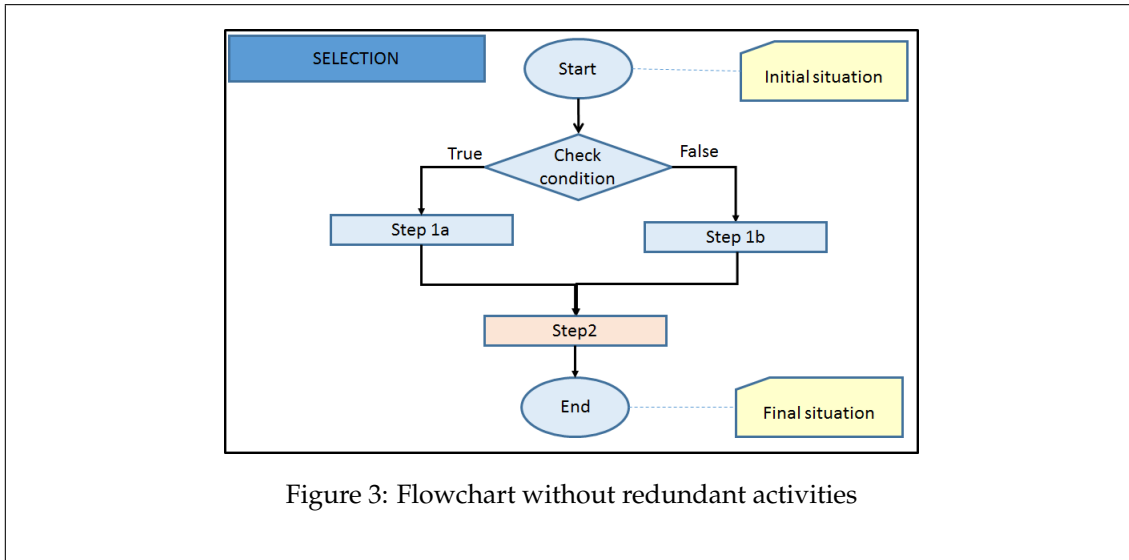 SELECTION
Start
Initial situation
Check
condition
True
False
Step 1a
Step 1b
Step2
End
Final situation
Figure 3: Flowchart without redundant activities